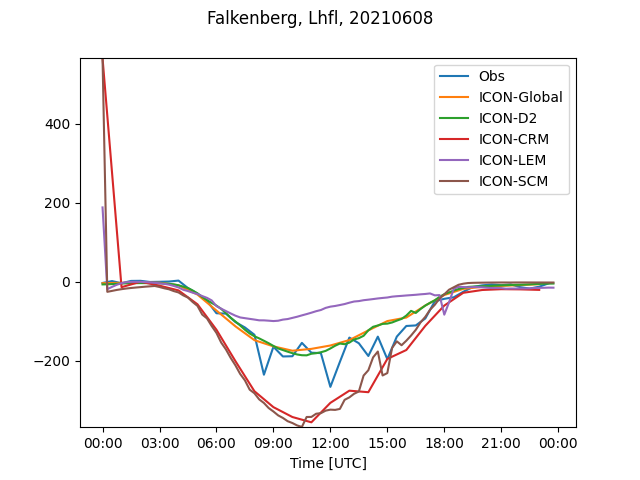 Falkenberg, Lhfl, 20210608
Obs
ICON-Global
ICON-D2
ICON-CRM
ICON-LEM
ICON-SCM
400
200
0
−200
00:00 03:00 06:00 09:00 12:00 15:00 18:00 21:00 00:00
Time [UTC]